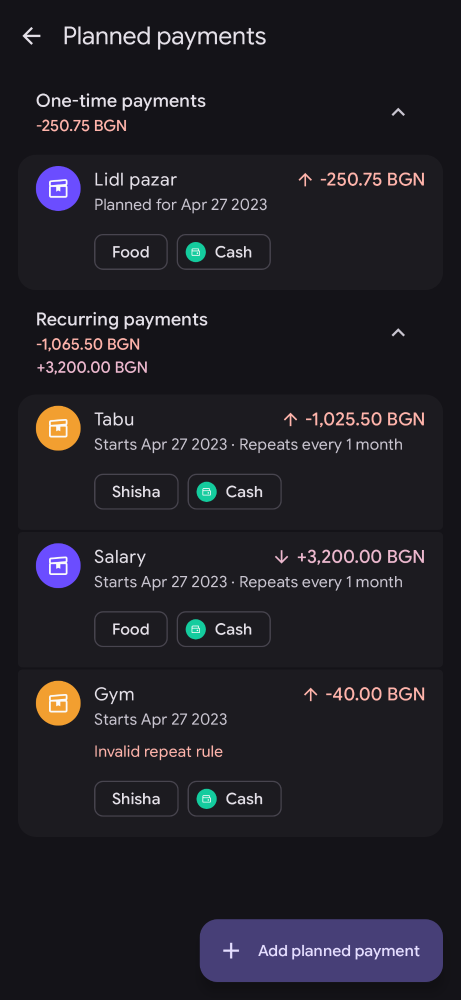 Planned payments
One-time payments
-250.75 BGN
Lidl pazar
↑ -250.75 BGN
Planned for Apr 27 2023
Food
Cash
Recurring payments
-1,065.50 BGN
+3,200.00 BGN
Tabu
↑ -1,025.50 BGN
Starts Apr 27 2023 · Repeats every 1 month
Shisha
Cash
Salary
↓ +3,200.00 BGN
Starts Apr 27 2023 · Repeats every 1 month
Food
Cash
Gym
↑ -40.00 BGN
Starts Apr 27 2023
Invalid repeat rule
Shisha
Cash
+ Add planned payment